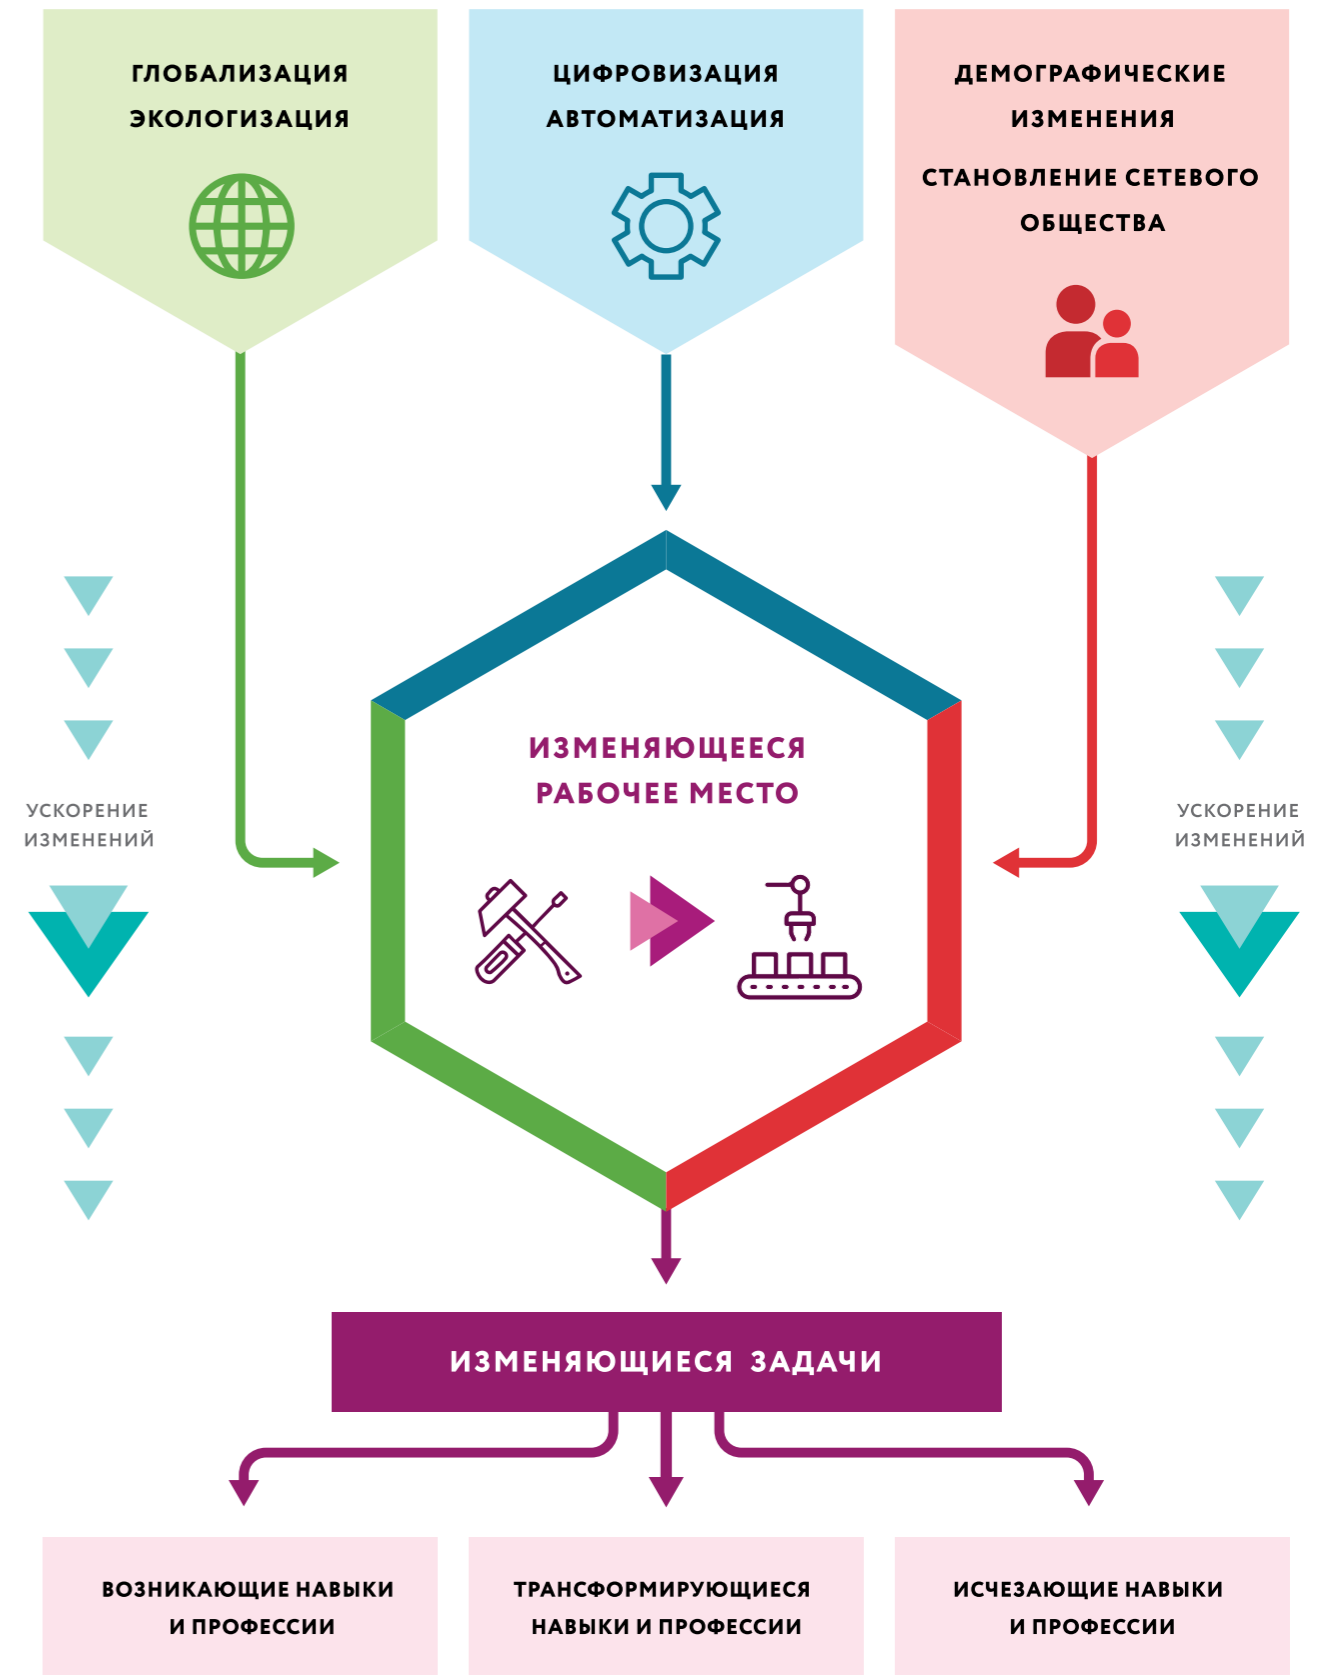 ГЛОБАЛИЗАЦИЯ
ЭКОЛОГИЗАЦИЯ
ЦИФРОВИЗАЦИЯ
АВТОМАТИЗАЦИЯ
ДЕМОГРАФИЧЕСКИЕ
ИЗМЕНЕНИЯ
СТАНОВЛЕНИЕ СЕТЕВОГО
ОБЩЕСТВА
ИЗМЕНЯЮЩЕЕСЯ
РАБОЧЕЕ МЕСТО
УСКОРЕНИЕ
ИЗМЕНЕНИЙ
УСКОРЕНИЕ
ИЗМЕНЕНИЙ
ИЗМЕНЯЮЩИЕСЯ ЗАДАЧИ
ВОЗНИКАЮЩИЕ НАВЫКИ
И ПРОФЕССИИ
ТРАНСФОРМИРУЮЩИЕСЯ
НАВЫКИ И ПРОФЕССИИ
ИСЧЕЗАЮЩИЕ НАВЫКИ
И ПРОФЕССИИ